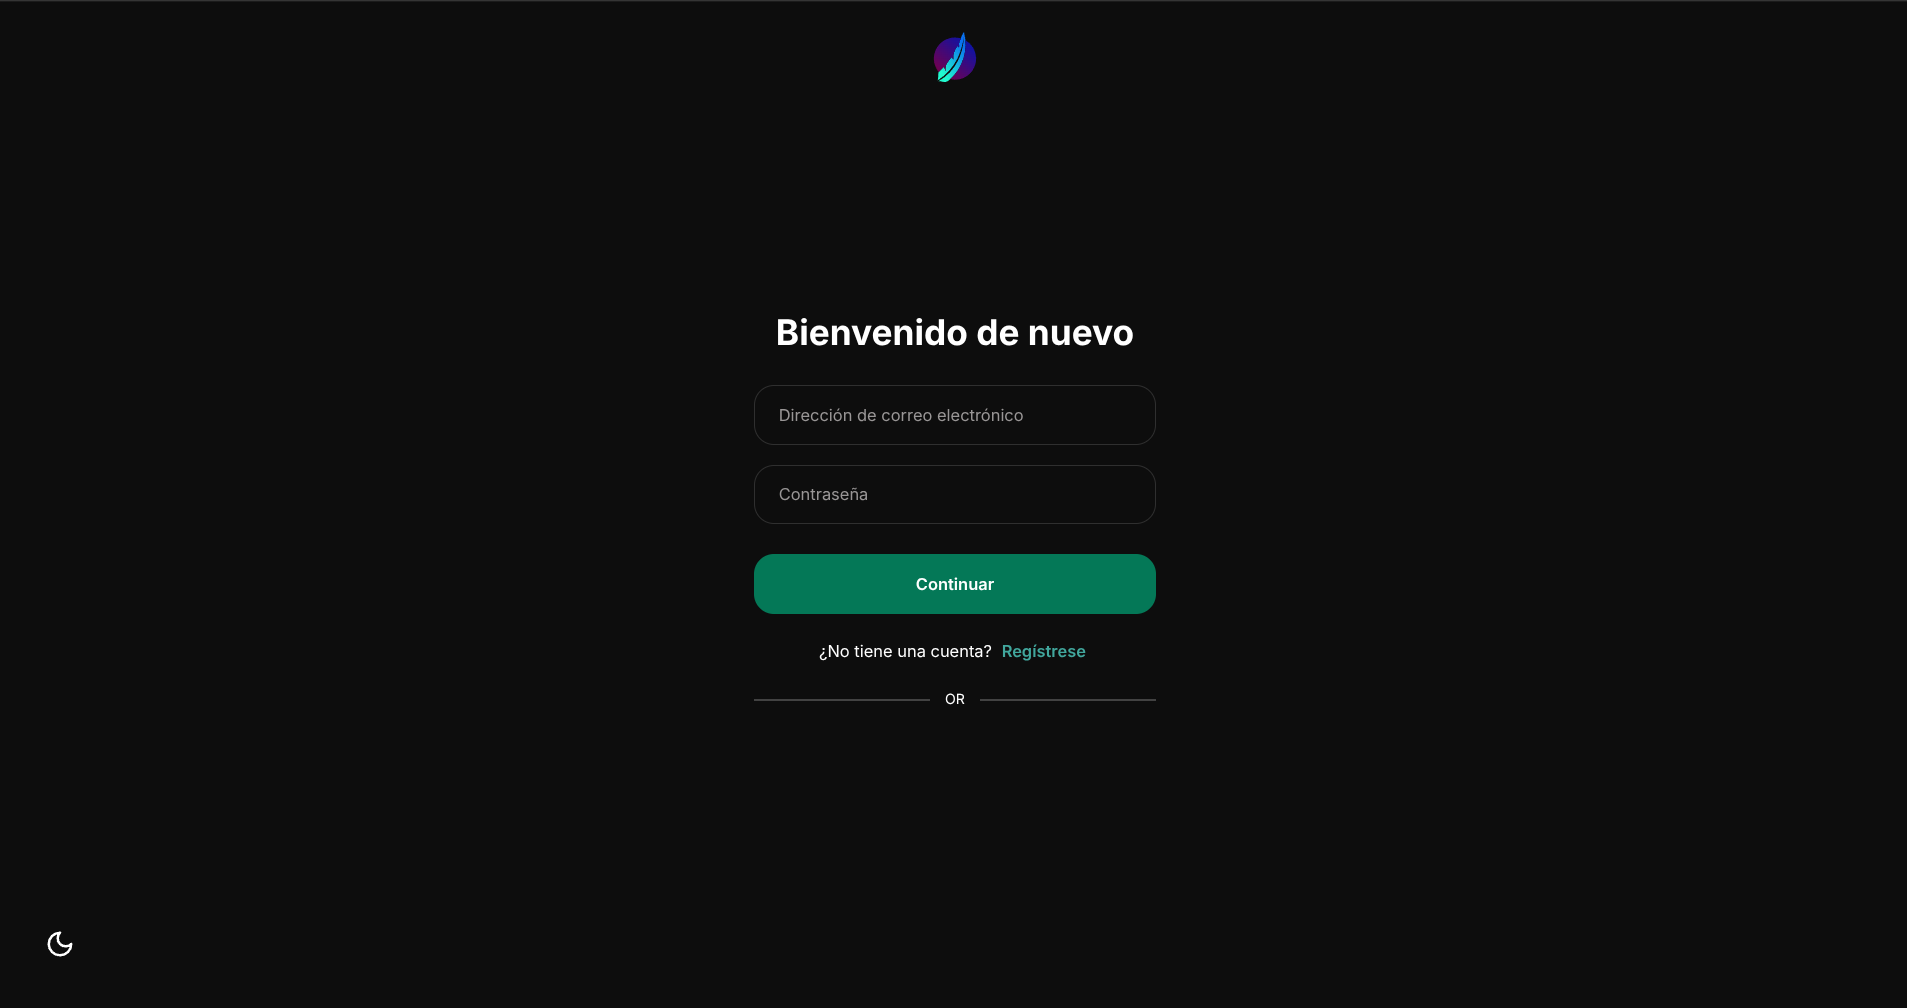 Bienvenido de nuevo
Dirección de correo electrónico
Contraseña
Continuar
¿No tiene una cuenta? Regístrese
OR